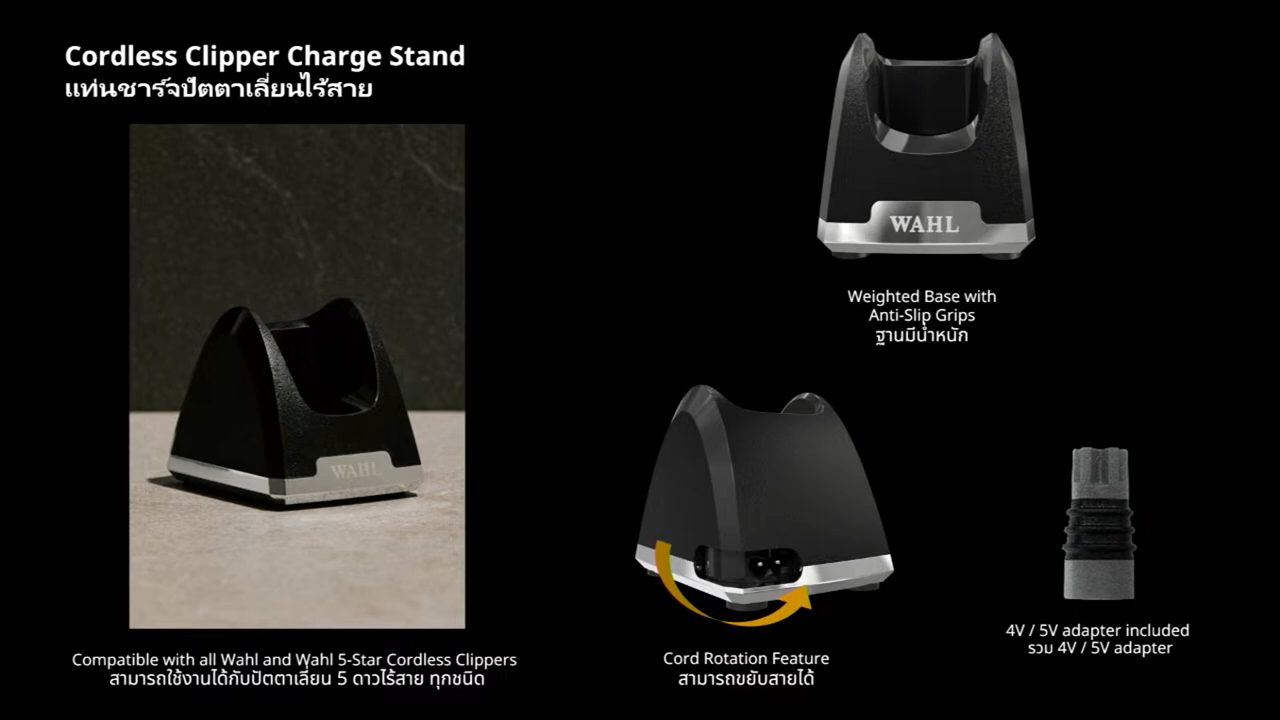 Cordless Clipper Charge Stand
แท่นชาร์จปัตตาเลี่ยนไร้สาย
WAHL
Compatible with all Wahl and Wahl 5-Star Cordless Clippers
สามารถใช้งานได้กับปัตตาเลี่ยน 5 ดาวไร้สาย ทุกชนิด
WAHL
Weighted Base with
Anti-Slip Grips
ฐานมีน้ำหนัก
Cord Rotation Feature
สามารถขยับสายได้
4V / 5V adapter included
รวม 4V / 5V adapter